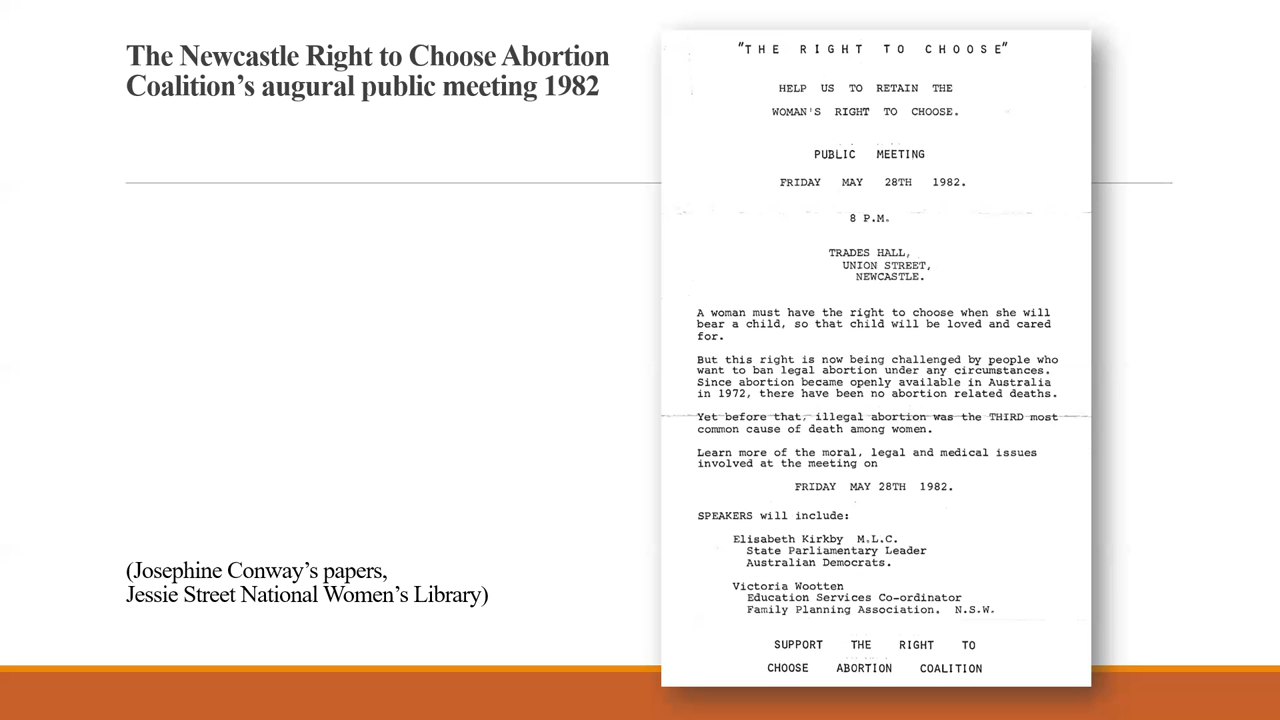 The Newcastle Right to Choose Abortion
Coalition's augural public meeting 1982
(Josephine Conway's papers,
Jessie Street National Women's Library)
"THE RIGHT TO CHOOSE"
HELP US TO RETAIN THE
WOMAN'S RIGHT TO CHOOSE.
PUBLIC MEETING
FRIDAY MAY 28TH 1982.
8 P.M.
TRADES HALL,
UNION STREET,
NEWCASTLE.
A woman must have the right to choose when she will
bear a child, so that child will be loved and cared
for.
But this right is now being challenged by people who
want to ban legal abortion under any circumstances.
Since abortion became openly available in Australia
in 1972, there have been no abortion related deaths.
Yet before that, illegal abortion was the THIRD most
common cause of death among women.
Learn more of the moral, legal and medical issues
involved at the meeting on
FRIDAY MAY 28TH 1982.
SPEAKERS will include:
Elisabeth Kirkby M.L.C.
State Parliamentary Leader
Australian Democrats.
Victoria Wootten
Education Services Co-ordinator
Family Planning Association. N.S.W.
SUPPORT THE RIGHT TO
CHOOSE ABORTION COALITION